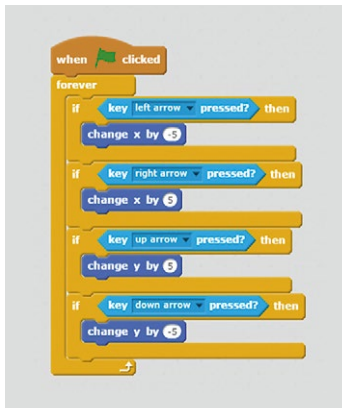 when clicked
forever
if key left arrow pressed? then
change x by -5
if key right arrow pressed? then
change x by 5
if key up arrow pressed? then
change y by 5
if key down arrow pressed? then
change y by -5